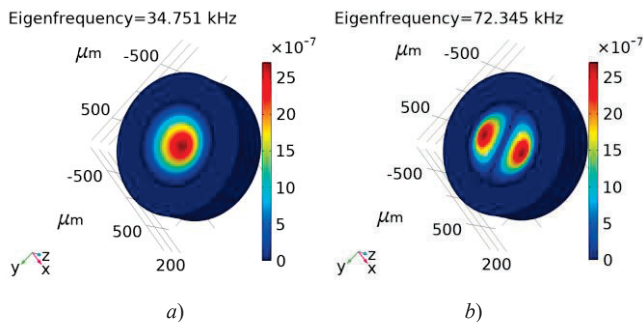 Eigenfrequency=34.751 kHz
μm
-500
500
-500
μm
500
200
×10⁻⁷
25
20
15
10
5
0
y z x
a)
Eigenfrequency=72.345 kHz
μm
-500
500
-500
μm
500
200
×10⁻⁷
25
20
15
10
5
0
y z x
b)